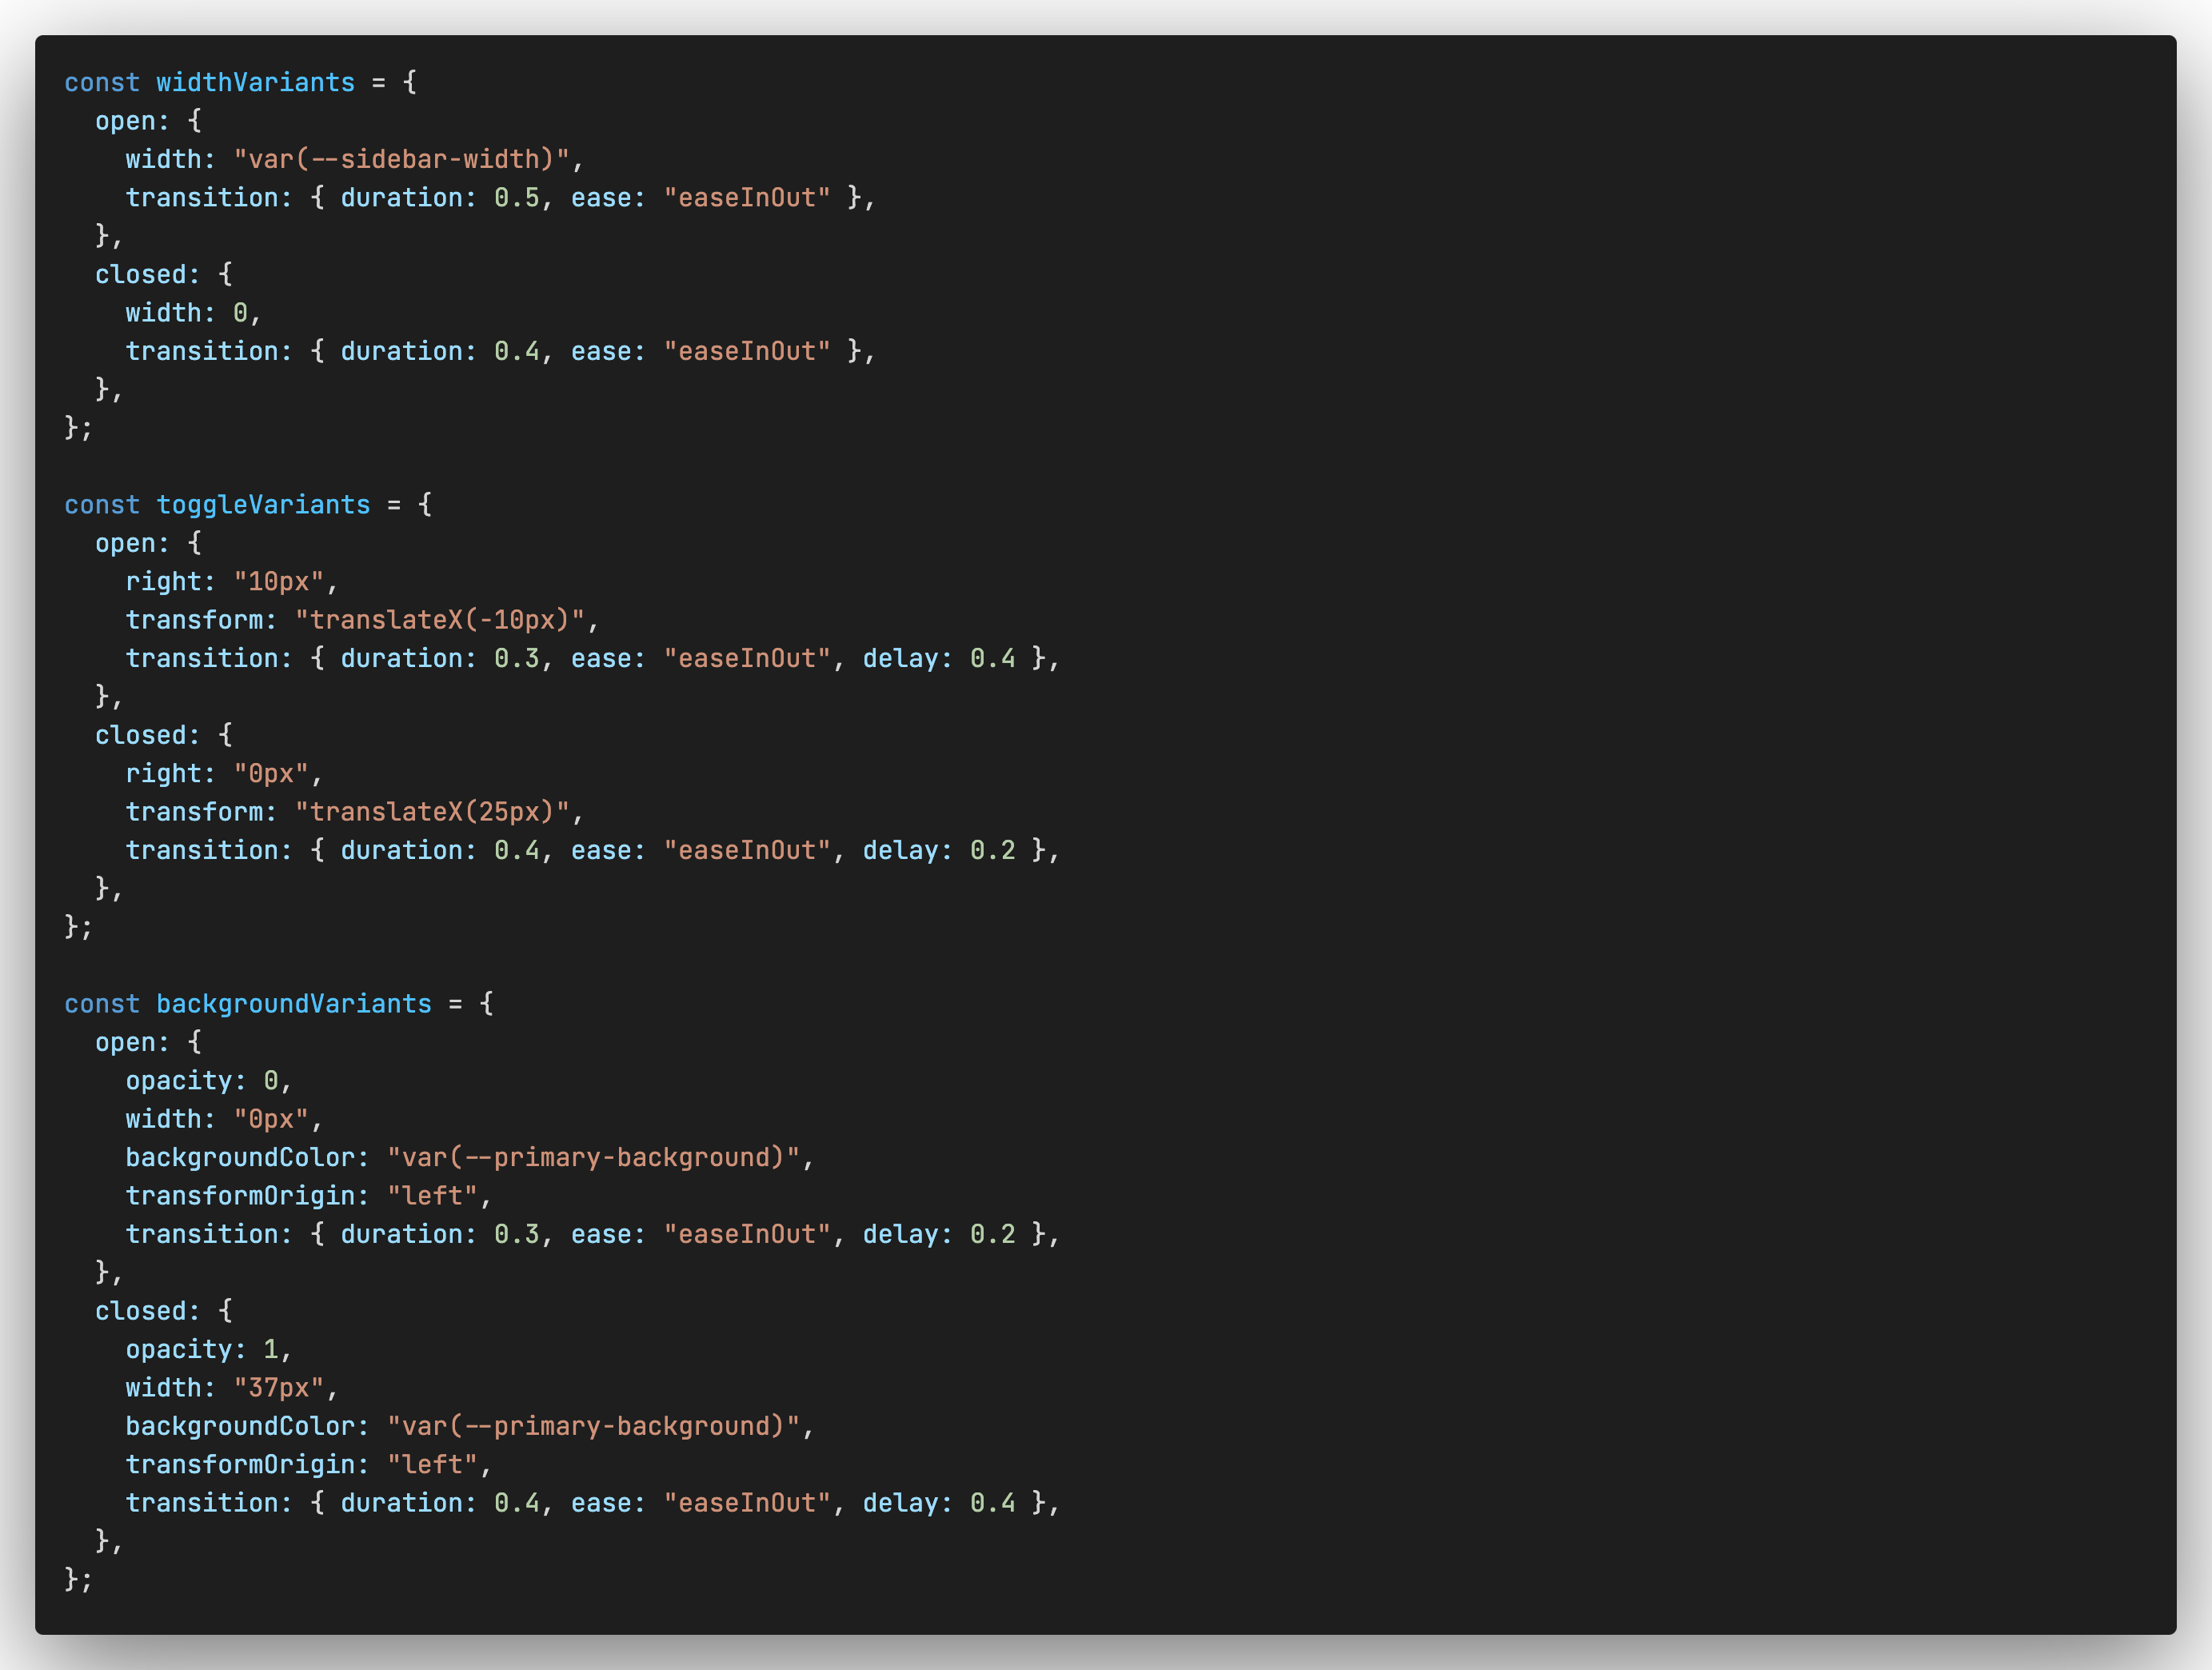 const widthVariants = {
  open: {
    width: "var(--sidebar-width)",
    transition: { duration: 0.5, ease: "easeInOut" },
  },
  closed: {
    width: 0,
    transition: { duration: 0.4, ease: "easeInOut" },
  },
};

const toggleVariants = {
  open: {
    right: "10px",
    transform: "translateX(-10px)",
    transition: { duration: 0.3, ease: "easeInOut", delay: 0.4 },
  },
  closed: {
    right: "0px",
    transform: "translateX(25px)",
    transition: { duration: 0.4, ease: "easeInOut", delay: 0.2 },
  },
};

const backgroundVariants = {
  open: {
    opacity: 0,
    width: "0px",
    backgroundColor: "var(--primary-background)",
    transformOrigin: "left",
    transition: { duration: 0.3, ease: "easeInOut", delay: 0.2 },
  },
  closed: {
    opacity: 1,
    width: "37px",
    backgroundColor: "var(--primary-background)",
    transformOrigin: "left",
    transition: { duration: 0.4, ease: "easeInOut", delay: 0.4 },
  },
};